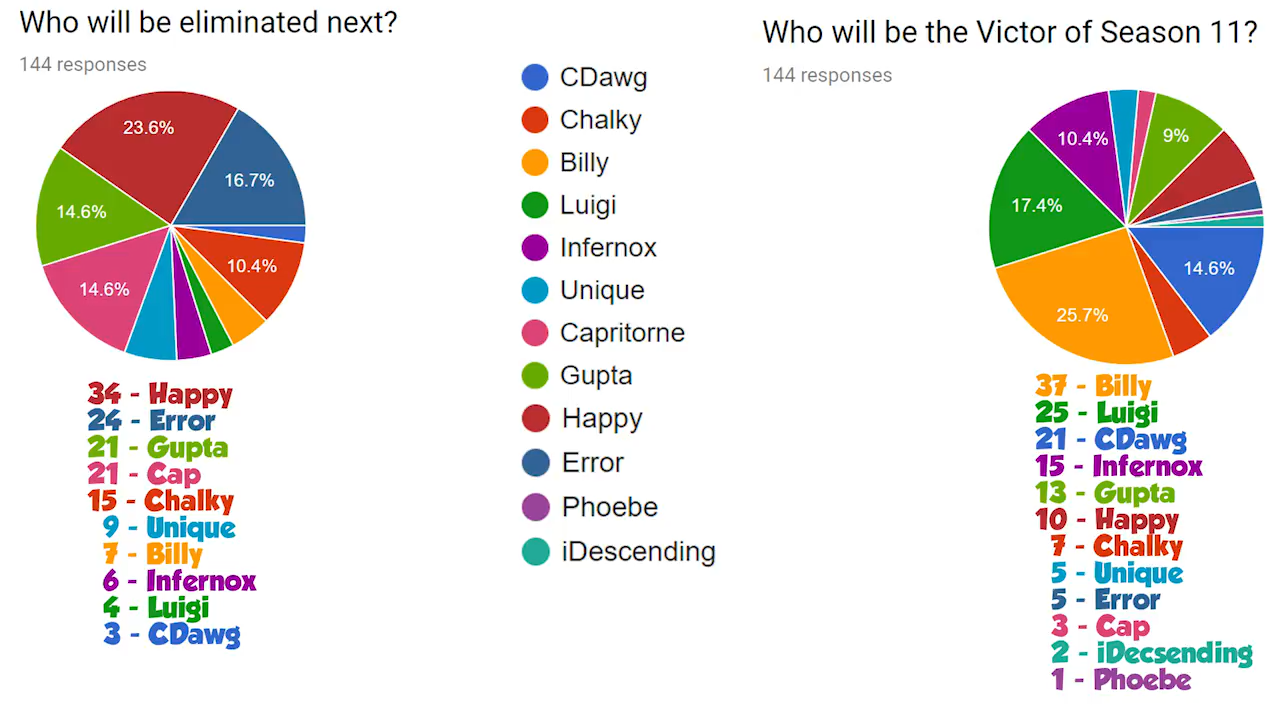 Who will be eliminated next?
144 responses
23.6%
16.7%
14.6%
10.4%
14.6%
34 - Happy
24 - Error
21 - Gupta
21 - Cap
15 - Chalky
9 - Unique
7 - Billy
6 - Infernox
4 - Luigi
3 - CDawg
CDawg
Chalky
Billy
Luigi
Infernox
Unique
Capritorne
Gupta
Happy
Error
Phoebe
iDescending
Who will be the Victor of Season 11?
144 responses
10.4%
9%
17.4%
14.6%
25.7%
37 - Billy
25 - Luigi
21 - CDawg
15 - Infernox
13 - Gupta
10 - Happy
7 - Chalky
5 - Unique
5 - Error
3 - Cap
2 - iDecsending
1 - Phoebe